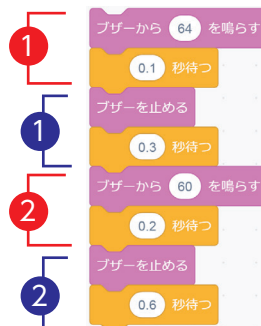 1
ブザーから 64 を鳴らす
0.1 秒待つ
1
ブザーを止める
0.3 秒待つ
2
ブザーから 60 を鳴らす
0.2 秒待つ
2
ブザーを止める
0.6 秒待つ